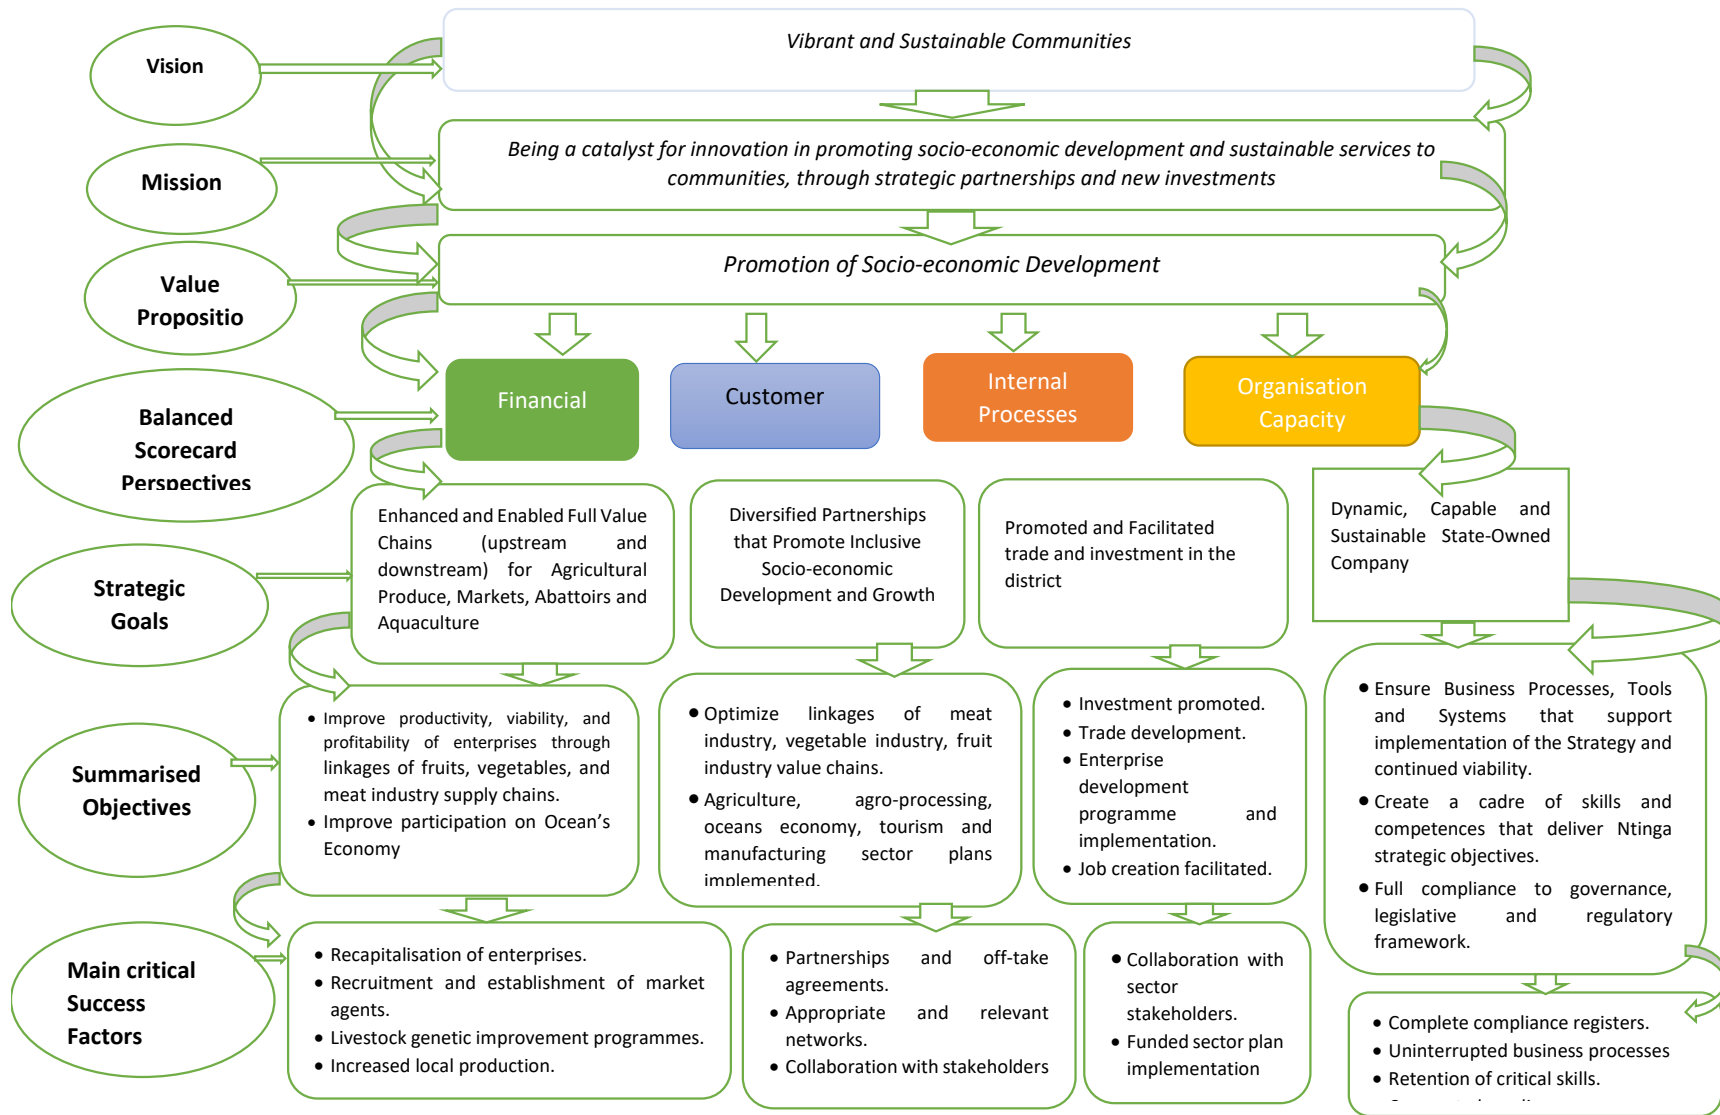 Vision
Vibrant and Sustainable Communities
Mission
Being a catalyst for innovation in promoting socio-economic development and sustainable services to
communities, through strategic partnerships and new investments
Value
Propositio
Promotion of Socio-economic Development
Balanced
Scorecard
Perspectives
Financial
Customer
Internal
Processes
Organisation
Capacity
Strategic
Goals
Enhanced and Enabled Full Value
Chains (upstream and
downstream) for Agricultural
Produce, Markets, Abattoirs and
Aquaculture
Diversified Partnerships
that Promote Inclusive
Socio-economic
Development and Growth
Promoted and Facilitated
trade and investment in the
district
Dynamic, Capable and
Sustainable State-Owned
Company
Summarised
Objectives
• Improve productivity, viability, and
profitability of enterprises through
linkages of fruits, vegetables, and
meat industry supply chains.
• Improve participation on Ocean's
Economy
• Optimize linkages of meat
industry, vegetable industry, fruit
industry value chains.
• Agriculture, agro-processing,
oceans economy, tourism and
manufacturing sector plans
implemented.
• Investment promoted.
• Trade development.
• Enterprise
development
programme and
implementation.
• Job creation facilitated.
• Ensure Business Processes, Tools
and Systems that support
implementation of the Strategy and
continued viability.
• Create a cadre of skills and
competences that deliver Ntinga
strategic objectives.
• Full compliance to governance,
legislative and regulatory
framework.
Main critical
Success
Factors
• Recapitalisation of enterprises.
• Recruitment and establishment of market
agents.
• Livestock genetic improvement programmes.
• Increased local production.
• Partnerships and off-take
agreements.
• Appropriate and relevant
networks.
• Collaboration with stakeholders
• Collaboration with
sector
stakeholders.
• Funded sector plan
implementation
• Complete compliance registers.
• Uninterrupted business processes
• Retention of critical skills.